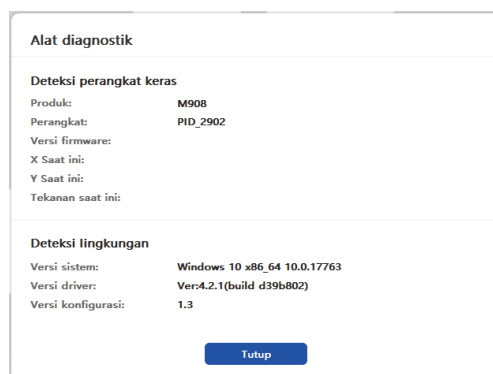 Alat diagnostik
Deteksi perangkat keras
Produk: M908
Perangkat: PID_2902
Versi firmware:
X Saat ini:
Y Saat ini:
Tekanan saat ini:
Deteksi lingkungan
Versi sistem: Windows 10 x86_64 10.0.17763
Versi driver: Ver:4.2.1(build d39b802)
Versi konfigurasi: 1.3
Tutup